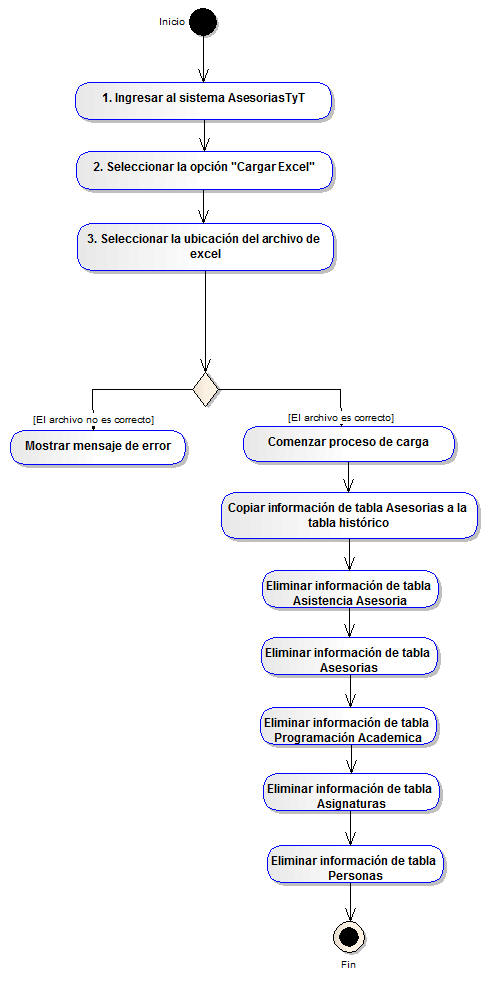 Inicio
1. Ingresar al sistema AsesoriasTyT
2. Seleccionar la opción "Cargar Excel"
3. Seleccionar la ubicación del archivo de
excel
[El archivo no es correcto]
[El archivo es correcto]
Mostrar mensaje de error
Comenzar proceso de carga
Copiar información de tabla Asesorias a la
tabla histórico
Eliminar información de tabla
Asistencia Asesoria
Eliminar información de tabla
Asesorias
Eliminar información de tabla
Programación Academica
Eliminar información de tabla
Asignaturas
Eliminar información de tabla
Personas
Fin